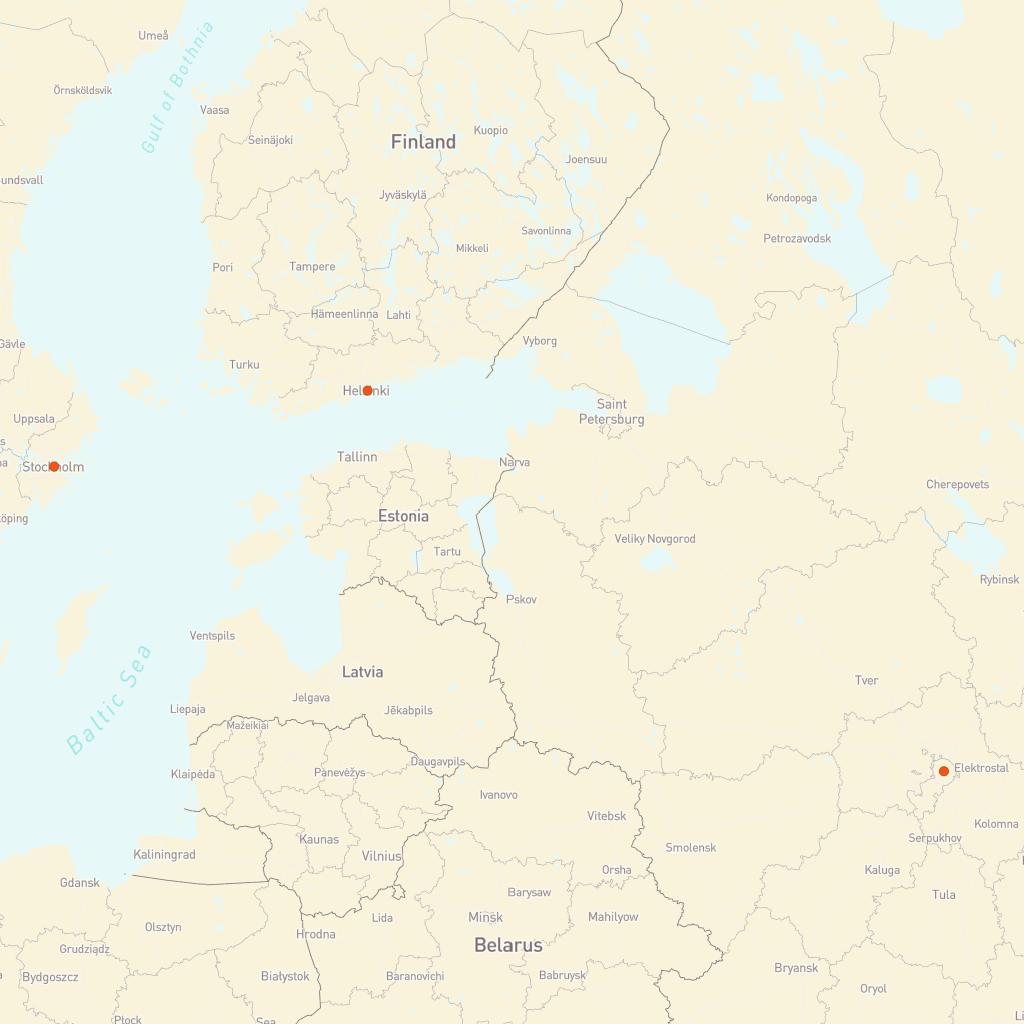 Umeå
Gulf of Bothnia
Örnsköldsvik
Vaasa
Seinäjoki
Finland
Kuopio
Joensuu
undsvall
Jyväskylä
Kondopoga
Savonlinna
Petrozavodsk
Mikkeli
Pori
Tampere
Hämeenlinna
Lahti
Gävle
Vyborg
Turku
Helsinki
Saint
Petersburg
Uppsala
Stockholm
Tallinn
Narva
Cherepovets
köping
Estonia
Tartu
Veliky Novgorod
Rybinsk
Pskov
Ventspils
Baltic Sea
Latvia
Tver
Jelgava
Liepaja
Jēkabpils
Mažeikiai
Klaipėda
Panevėžys
Daugavpils
Elektrostal
Ivanovo
Vitebsk
Kolomna
Kaunas
Serpukhov
Smolensk
Kaliningrad
Vilnius
Orsha
Kaluga
Gdansk
Barysaw
Tula
Lida
Minsk
Mahilyow
Olsztyn
Hrodna
Belarus
Grudziądz
Bydgoszcz
Białystok
Baranovichi
Babruysk
Bryansk
Oryol
Płock